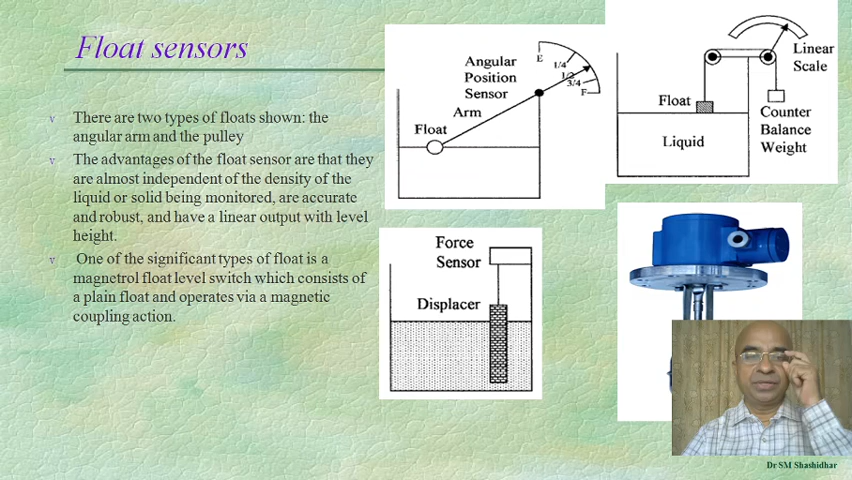 Float sensors
v There are two types of floats shown: the
angular arm and the pulley
v The advantages of the float sensor are that they
are almost independent of the density of the
liquid or solid being monitored, are accurate
and robust, and have a linear output with level
height.
v One of the significant types of float is a
magnetrol float level switch which consists of
a plain float and operates via a magnetic
coupling action.
Angular
Position
Sensor
Arm
Float
E
1/4
1/2
3/4
F
Linear
Scale
Float
Counter
Balance
Weight
Liquid
Force
Sensor
Displacer
Dr SM Shashidhar